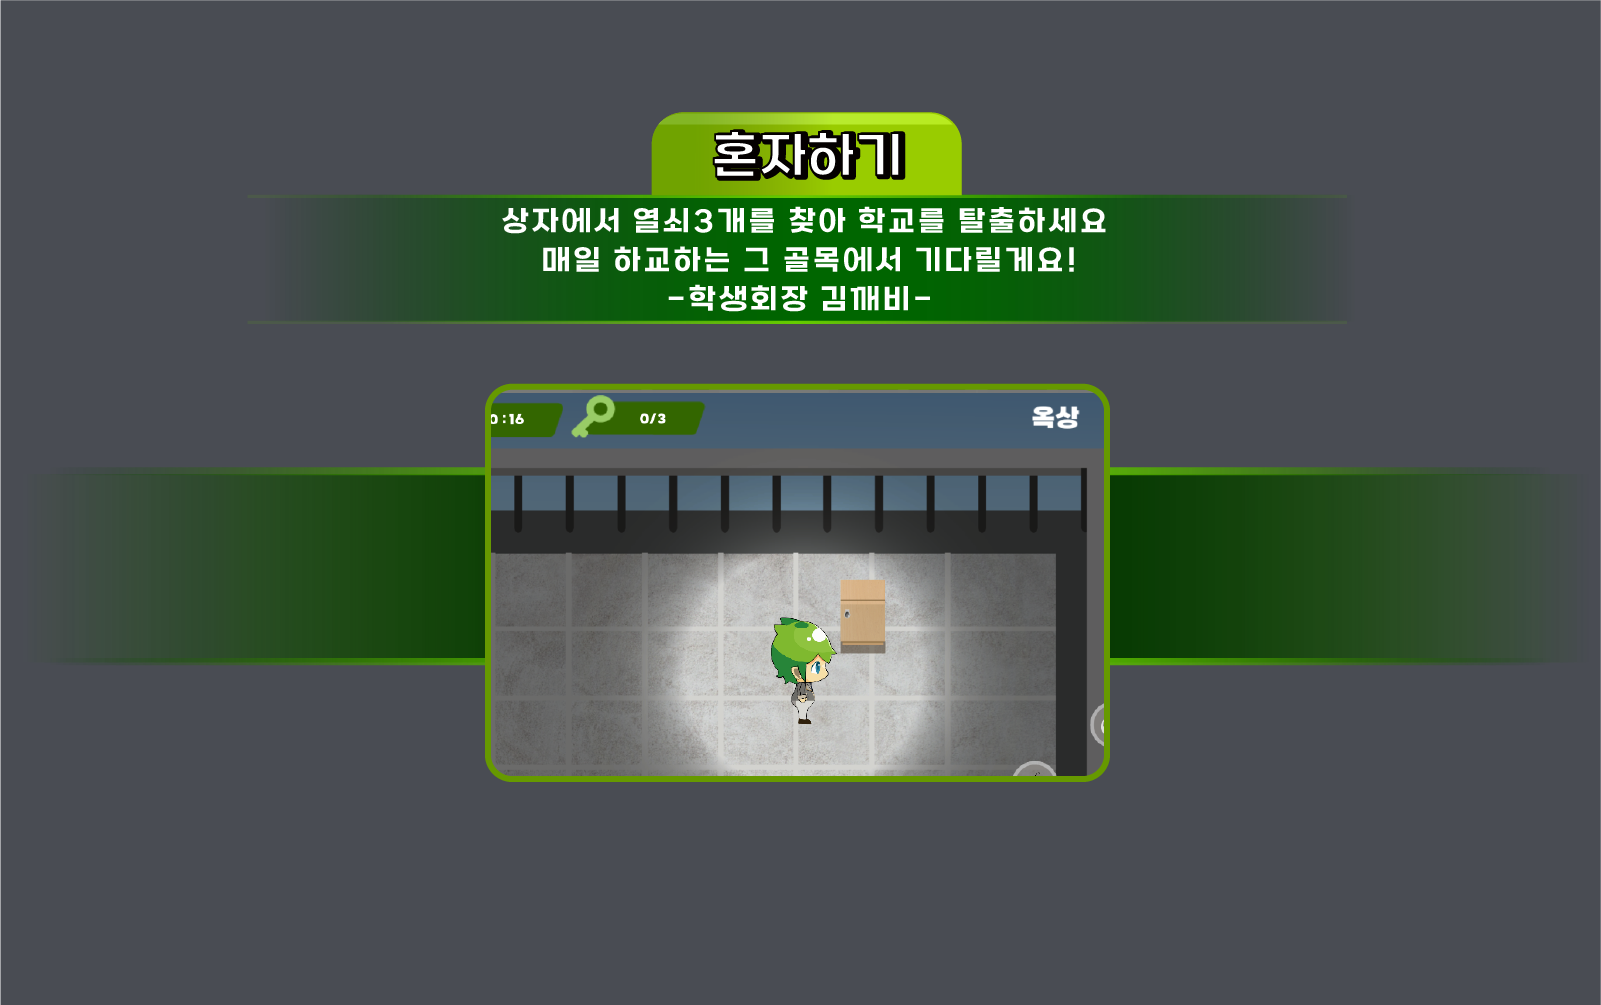 혼자하기
상자에서 열쇠3개를 찾아 학교를 탈출하세요
매일 하교하는 그 골목에서 기다릴게요!
-학생회장 김깨비-
0:16
0/3
옥상